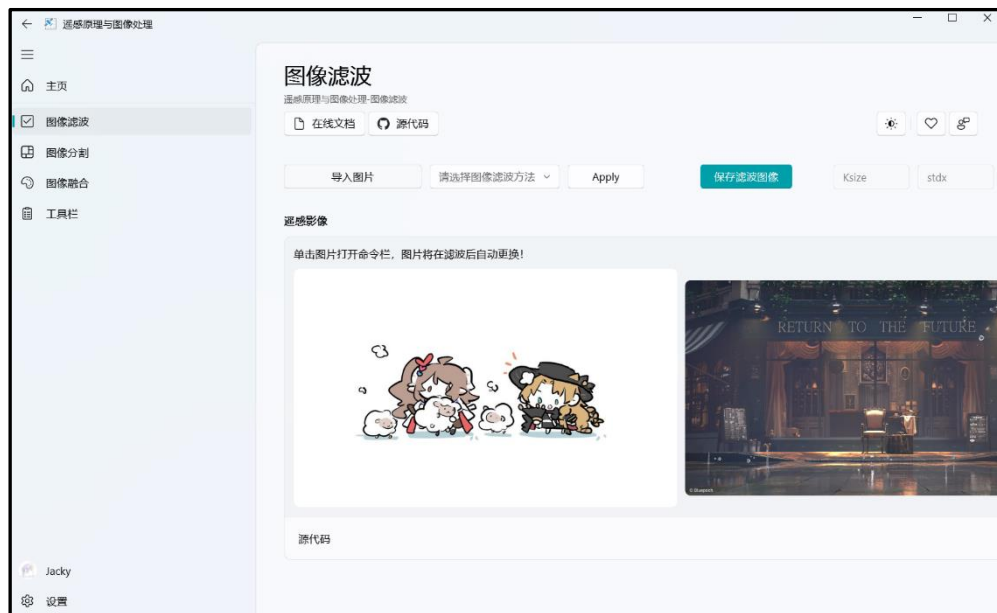 遥感原理与图像处理
主页
图像滤波
图像分割
图像融合
工具栏
Jacky
设置
图像滤波
遥感原理与图像处理-图像滤波
在线文档
源代码
导入图片
请选择图像滤波方法
Apply
保存滤波图像
Ksize
stdx
遥感影像
单击图片打开命令栏，图片将在滤波后自动更换！
RETURN TO THE FUTURE
© Bluepoch
源代码